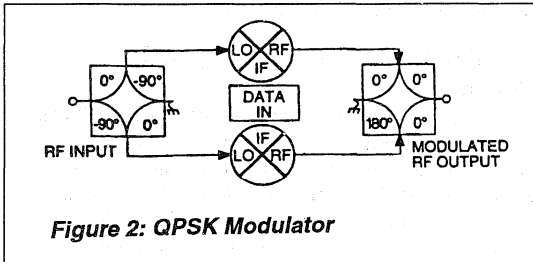 LO RF
IF
0° -90°
-90° 0°
RF INPUT
DATA
IN
IF
LO RF
0° 0°
180° 0°
MODULATED
RF OUTPUT
Figure 2: QPSK Modulator